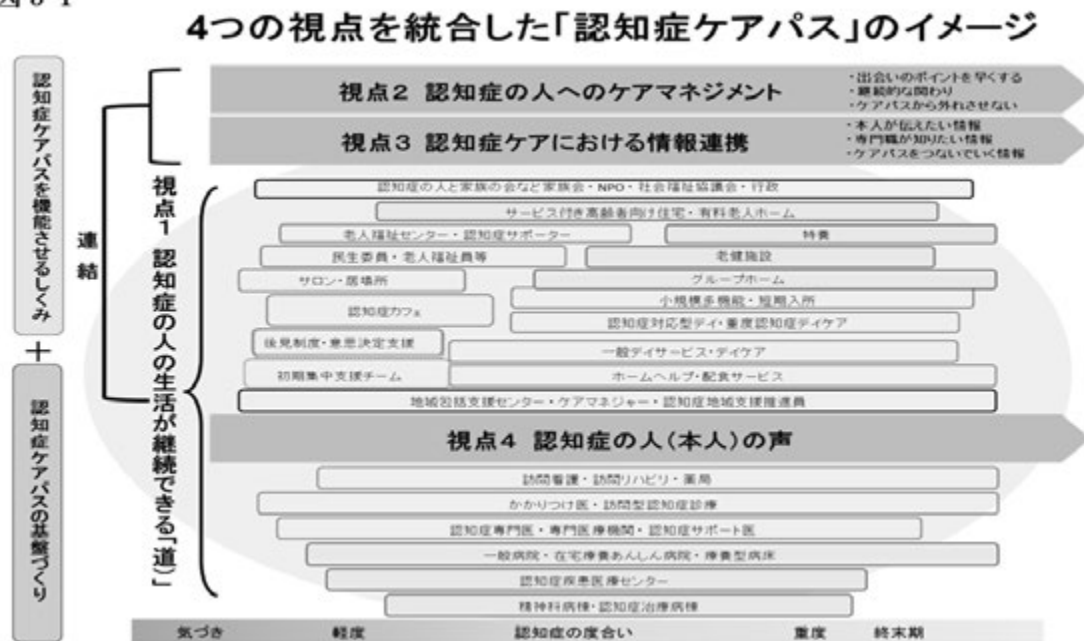 4つの視点を統合した「認知症ケアパス」のイメージ
認知症ケアパスを機能させるしくみ
＋
認知症ケアパスの基盤づくり
連結
視点2 認知症の人へのケアマネジメント
・出会いのポイントを早くする
・継続的な関わり
・ケアパスから外れさせない
視点3 認知症ケアにおける情報連携
・本人が伝えたい情報
・専門職が知りたい情報
・ケアパスをつないでいく情報
視点1 認知症の人の生活が継続できる「道」
認知症の人と家族の会など家族会・NPO・社会福祉協議会・行政
サービス付き高齢者向け住宅・有料老人ホーム
老人福祉センター・認知症サポーター
特養
民生委員・老人福祉員等
老健施設
サロン・居場所
グループホーム
小規模多機能・短期入所
認知症カフェ
認知症対応型デイ・重度認知症デイケア
後見制度・意思決定支援
一般デイサービス・デイケア
初期集中支援チーム
ホームヘルプ・配食サービス
地域包括支援センター・ケアマネジャー・認知症地域支援推進員
視点4 認知症の人（本人）の声
訪問看護・訪問リハビリ・薬局
かかりつけ医・訪問型認知症診療
認知症専門医・専門医療機関・認知症サポート医
一般病院・在宅療養あんしん病院・療養型病床
認知症疾患医療センター
精神科病棟・認知症治療病棟
気づき
軽度
認知症の度合い
重度
終末期